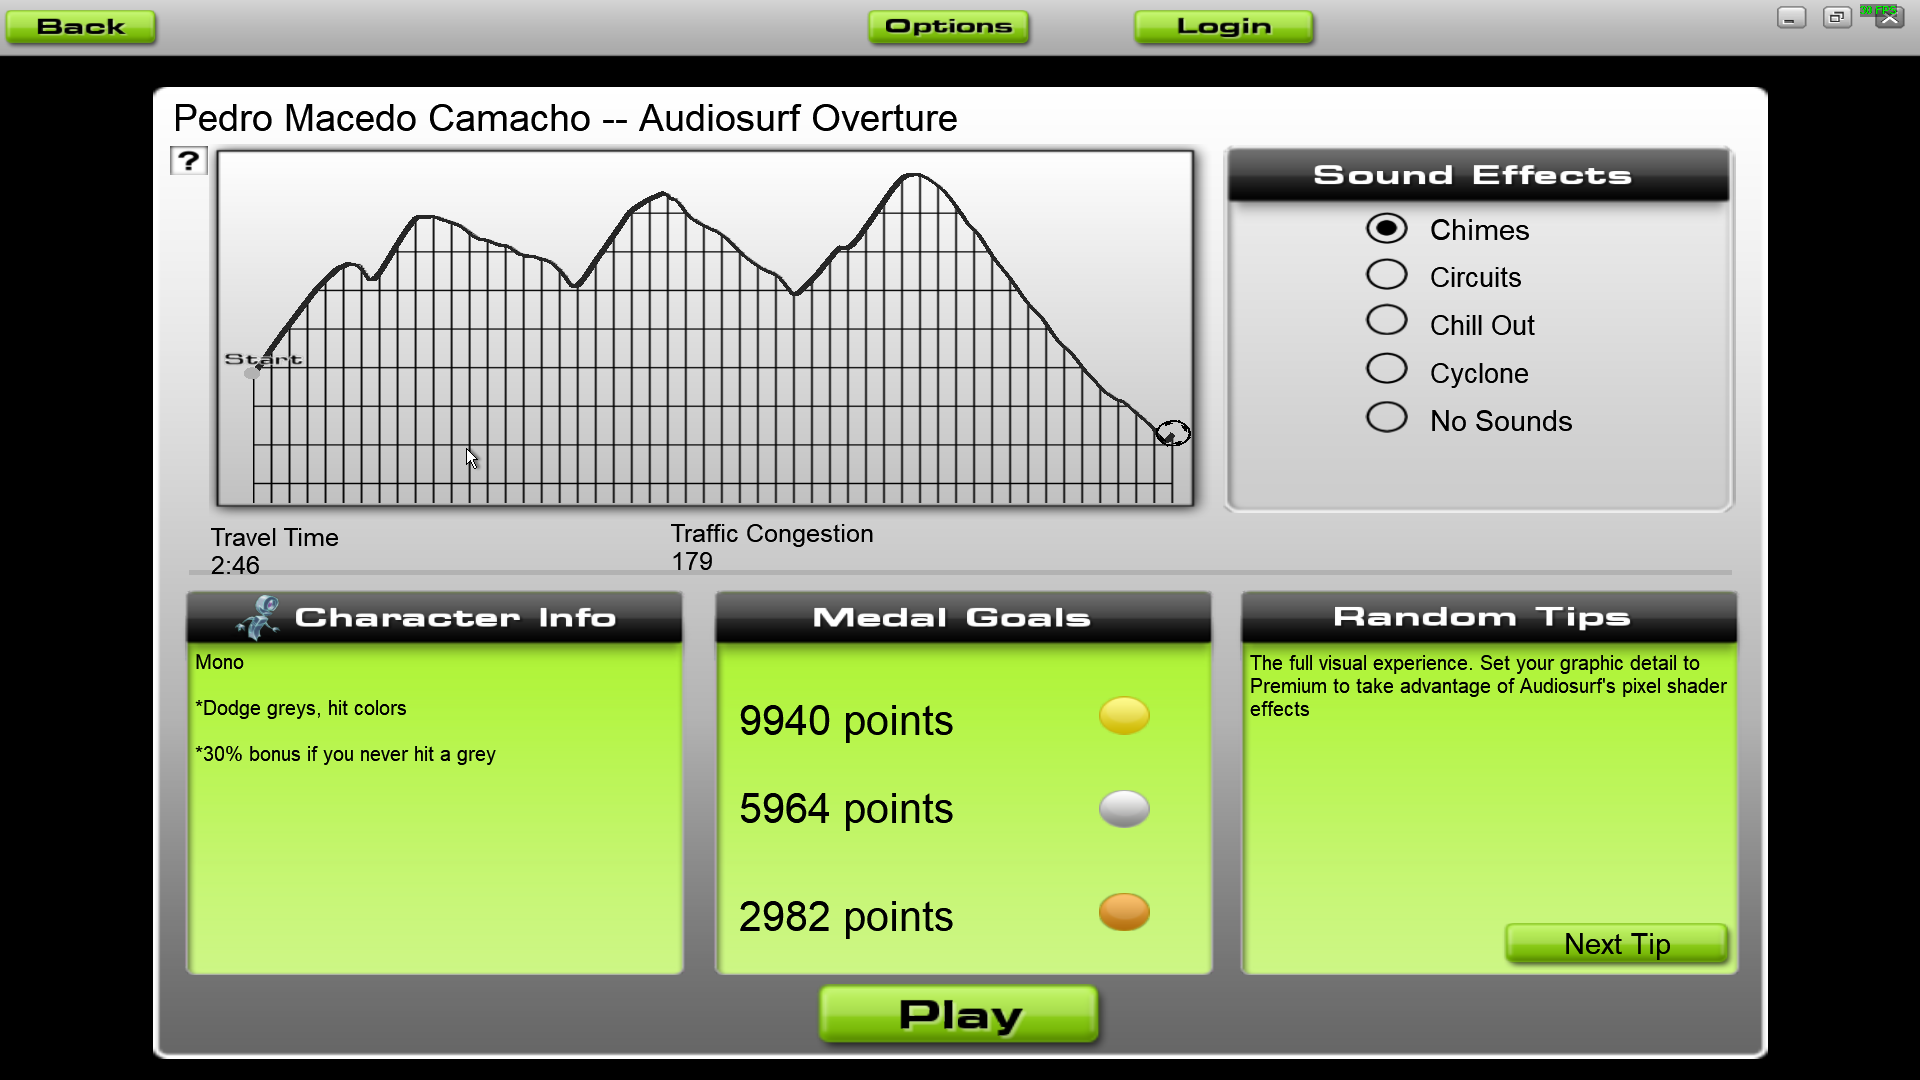 Back
Options
Login
Pedro Macedo Camacho -- Audiosurf Overture
?
Start
Sound Effects
Chimes
Circuits
Chill Out
Cyclone
No Sounds
Travel Time
2:46
Traffic Congestion
179
Character Info
Mono
*Dodge greys, hit colors
*30% bonus if you never hit a grey
Medal Goals
9940 points
5964 points
2982 points
Random Tips
The full visual experience. Set your graphic detail to
Premium to take advantage of Audiosurf's pixel shader
effects
Next Tip
Play